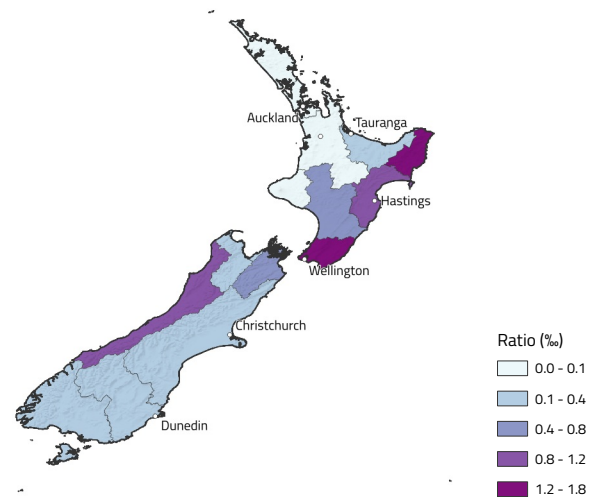 Auckland
Tauranga
Hastings
Wellington
Christchurch
Dunedin
Ratio (‰)
0.0 - 0.1
0.1 - 0.4
0.4 - 0.8
0.8 - 1.2
1.2 - 1.8